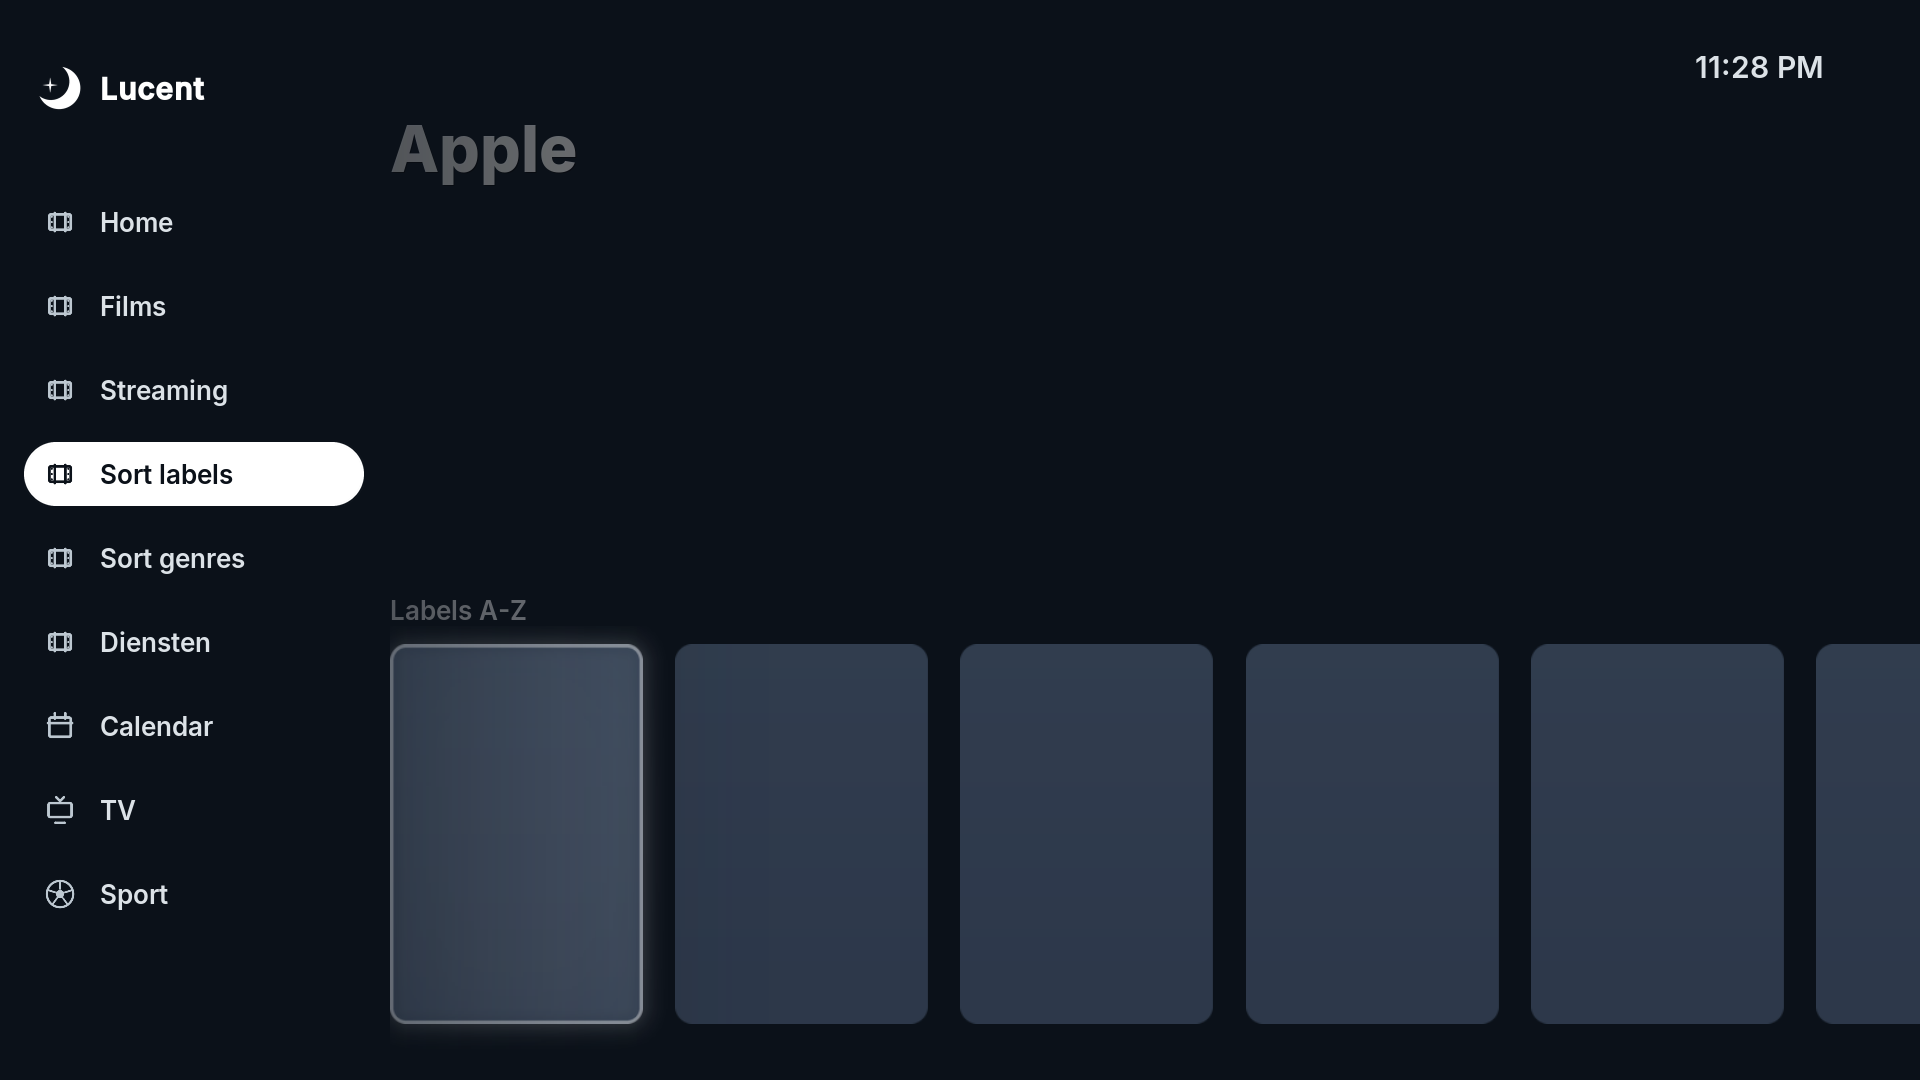 Lucent
11:28 PM
Apple
Home
Films
Streaming
Sort labels
Sort genres
Diensten
Calendar
TV
Sport
Labels A-Z